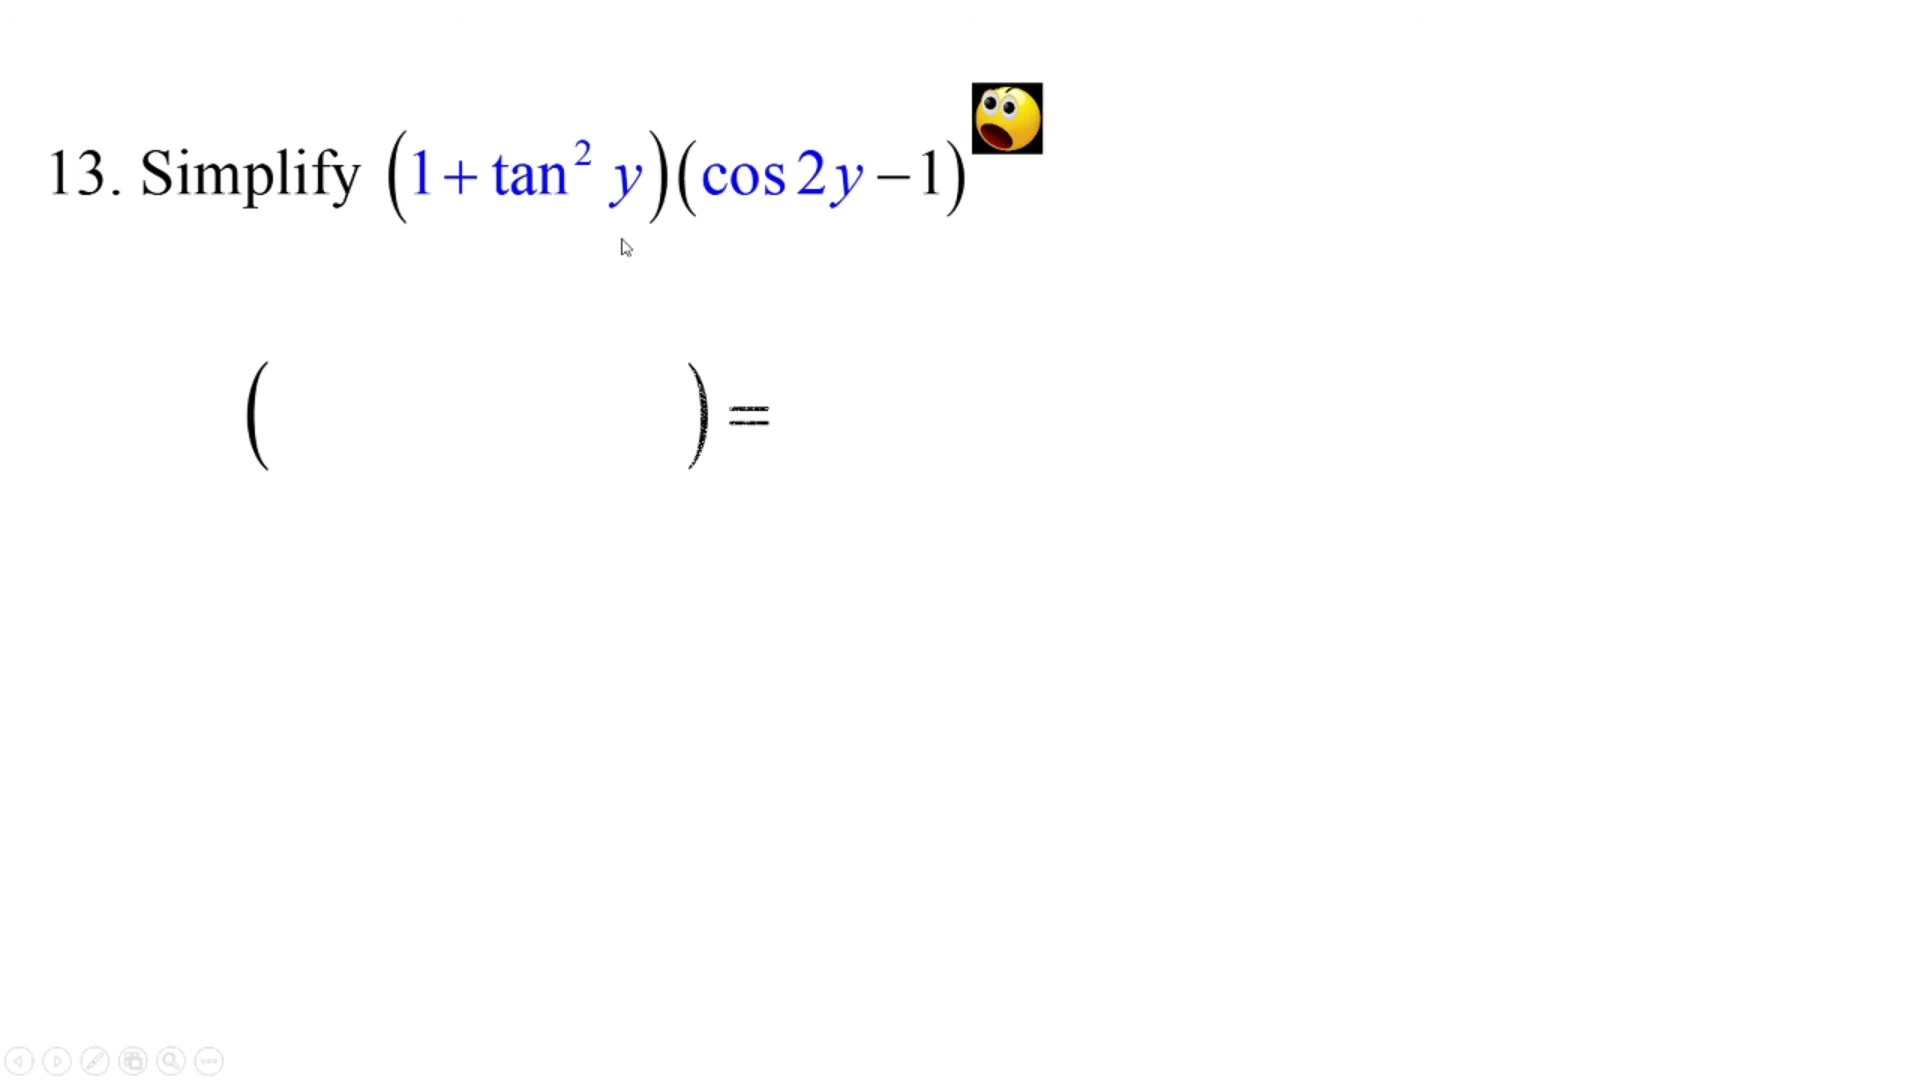 13. Simplify (1 + tan² y)(cos 2y − 1)
( ) =